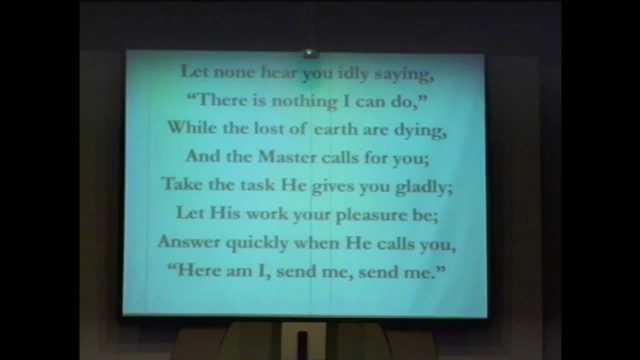 Let none hear you idly saying,
“There is nothing I can do,”
While the lost of earth are dying,
And the Master calls for you;
Take the task He gives you gladly;
Let His work your pleasure be;
Answer quickly when He calls you,
“Here am I, send me, send me.”